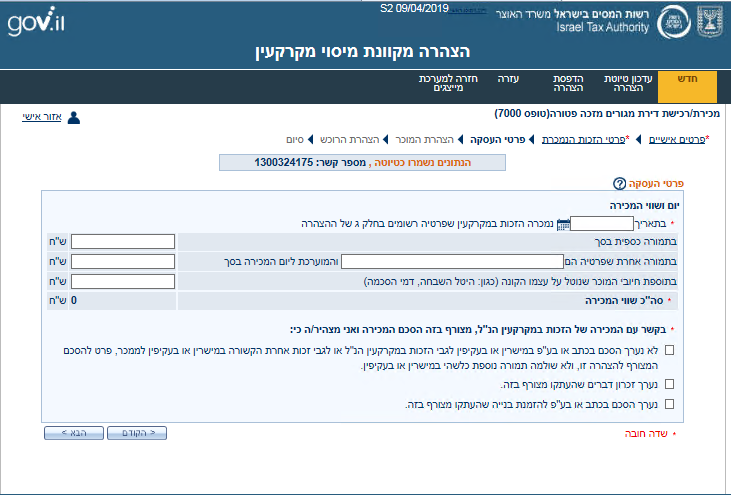 gov.il
S2 09/04/2019
רשות המסים בישראל משרד האוצר
Israel Tax Authority
הצהרה מקוונת מיסוי מקרקעין
חדש
עדכון טיוטת הצהרה
הדפסת הצהרה
עזרה
חזרה למערכת מייצגים
מכירת/רכישת דירת מגורים מזכה פטורה(טופס 7000)
אזור אישי
*פרטים אישיים *פרטי הזכות הנמכרת פרטי העסקה הצהרת המוכר הצהרת הרוכש סיום
הנתונים נשמרו כטיוטה , מספר קשר: 1300324175
פרטי העסקה
יום ושווי המכירה
* בתאריך נמכרה הזכות במקרקעין שפרטיה רשומים בחלק ג של ההצהרה
בתמורה כספית בסך ש"ח
בתמורה אחרת שפרטיה הם והמוערכת ליום המכירה בסך ש"ח
בתוספת חיובי המוכר שנוטל על עצמו הקונה (כגון: היטל השבחה, דמי הסכמה) ש"ח
* סה"כ שווי המכירה 0 ש"ח
* בקשר עם המכירה של הזכות במקרקעין הנ"ל, מצורף בזה הסכם המכירה ואני מצהיר/ה כי:
לא נערך הסכם בכתב או בע"פ במישרין או בעקיפין לגבי הזכות במקרקעין הנ"ל או לגבי זכות אחרת הקשורה במישרין או בעקיפין לממכר, פרט להסכם
המצורף להצהרה זו, ולא שולמה תמורה נוספת כלשהי במישרין או בעקיפין.
נערך זכרון דברים שהעתקו מצורף בזה.
נערך הסכם בכתב או בע"פ להזמנת בנייה שהעתקו מצורף בזה.
* שדה חובה
< הקודם
הבא >